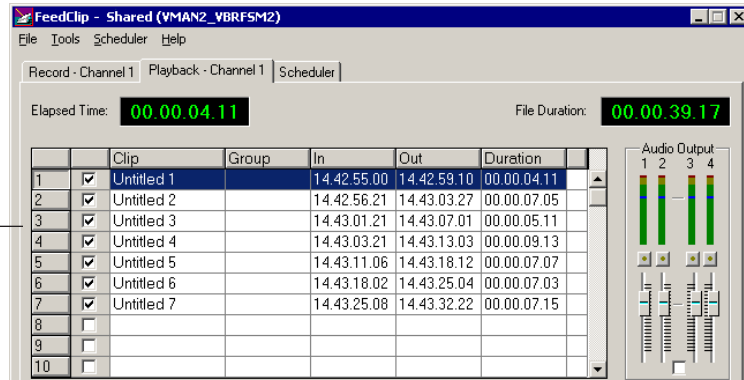 FeedClip - Shared (VMAN2_VBRFSM2)
File Tools Scheduler Help
Record - Channel 1 Playback - Channel 1 Scheduler
Elapsed Time: 00.00.04.11 File Duration: 00.00.39.17
Clip Group In Out Duration
1 Untitled 1 14.42.55.00 14.42.59.10 00.00.04.11
2 Untitled 2 14.42.56.21 14.43.03.27 00.00.07.05
3 Untitled 3 14.43.01.21 14.43.07.01 00.00.05.11
4 Untitled 4 14.43.03.21 14.43.13.03 00.00.09.13
5 Untitled 5 14.43.11.06 14.43.18.12 00.00.07.07
6 Untitled 6 14.43.18.02 14.43.25.04 00.00.07.03
7 Untitled 7 14.43.25.08 14.43.32.22 00.00.07.15
8
9
10
Audio Output
1 2 3 4